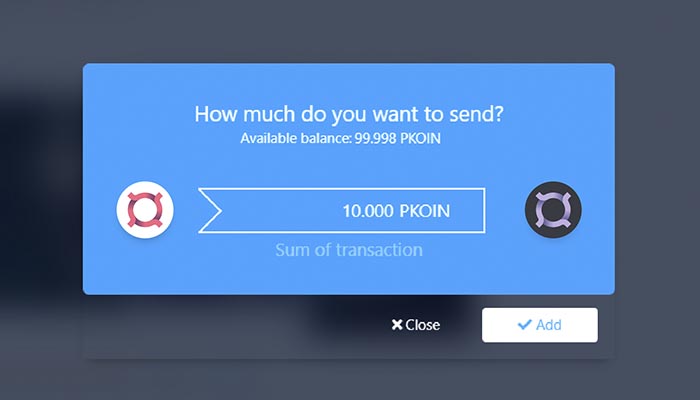 How much do you want to send?
Available balance: 99.998 PKOIN
10.000 PKOIN
Sum of transaction
Close
Add